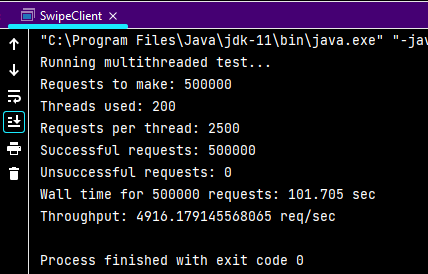 SwipeClient
"C:\Program Files\Java\jdk-11\bin\java.exe" "-jav
Running multithreaded test...
Requests to make: 500000
Threads used: 200
Requests per thread: 2500
Successful requests: 500000
Unsuccessful requests: 0
Wall time for 500000 requests: 101.705 sec
Throughput: 4916.179145568065 req/sec
Process finished with exit code 0